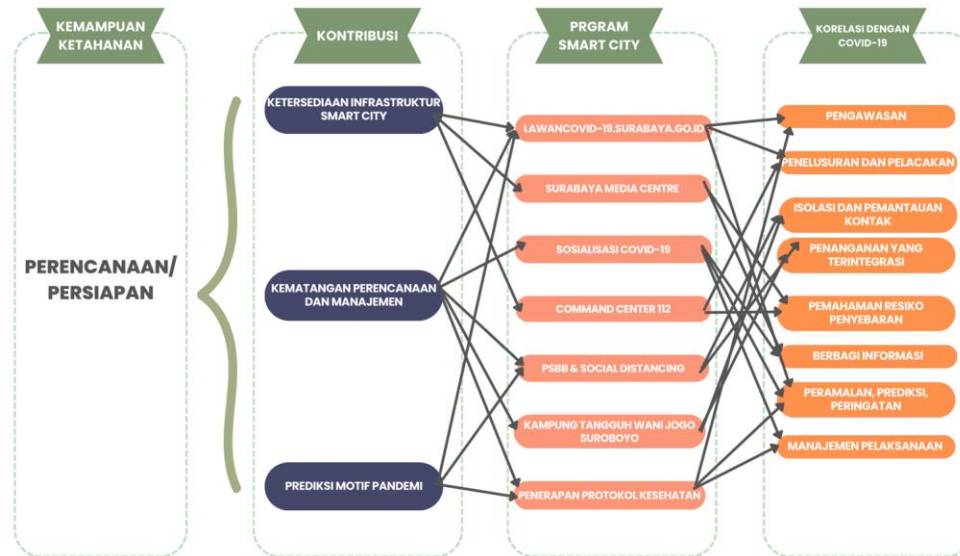 KEMAMPUAN
KETAHANAN
KONTRIBUSI
PRGRAM
SMART CITY
KORELASI DENGAN
COVID-19
PERENCANAAN/
PERSIAPAN
KETERSEDIAAN INFRASTRUKTUR
SMART CITY
KEMATANGAN PERENCANAAN
DAN MANAJEMEN
PREDIKSI MOTIF PANDEMI
LAWANCOVID-19.SURABAYA.GO.ID
SURABAYA MEDIA CENTRE
SOSIALISASI COVID-19
COMMAND CENTER 112
PSBB & SOCIAL DISTANCING
KAMPUNG TANGGUH WANI JOGO
SUROBOYO
PENERAPAN PROTOKOL KESEHATAN
PENGAWASAN
PENELUSURAN DAN PELACAKAN
ISOLASI DAN PEMANTAUAN
KONTAK
PENANGANAN YANG
TERINTEGRASI
PEMAHAMAN RESIKO
PENYEBARAN
BERBAGI INFORMASI
PERAMALAN, PREDIKSI,
PERINGATAN
MANAJEMEN PELAKSANAAN